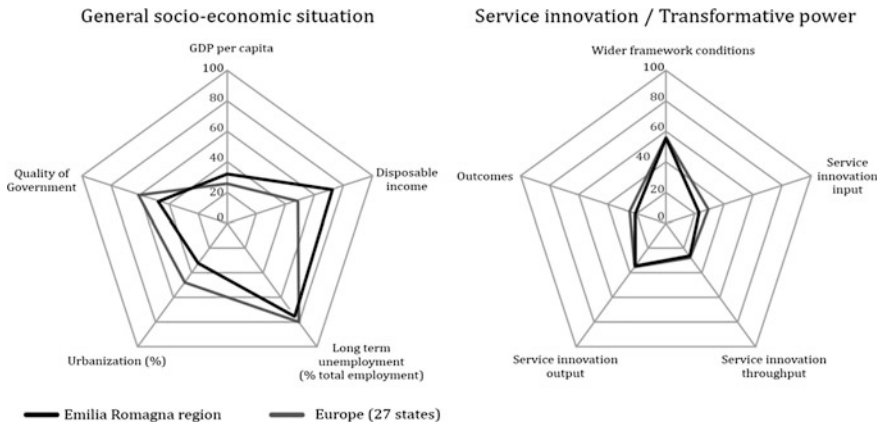 General socio-economic situation
GDP per capita
100
80
60
40
20
0
Quality of
Government
Disposable
income
Urbanization (%)
Long term
unemployment
(% total employment)
Service innovation / Transformative power
Wider framework conditions
100
80
60
40
20
0
Outcomes
Service
innovation
input
Service innovation
output
Service innovation
throughput
Emilia Romagna region
Europe (27 states)